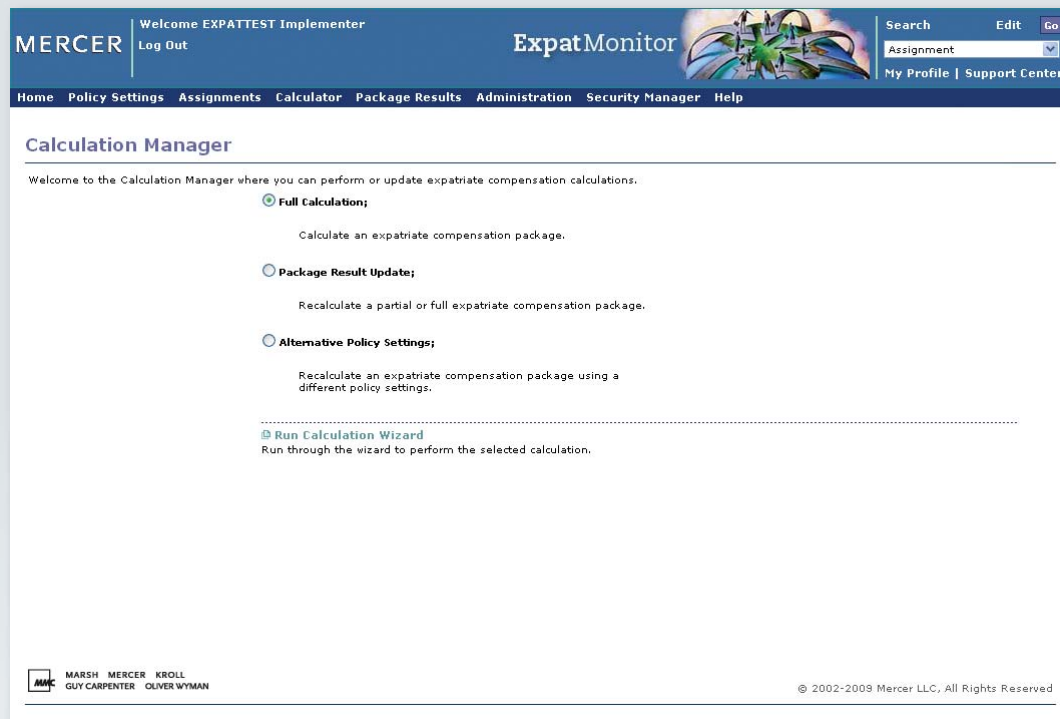 MERCER
Welcome EXPATTEST Implementer
Log Out
ExpatMonitor
Search Edit Go
Assignment
My Profile | Support Center
Home Policy Settings Assignments Calculator Package Results Administration Security Manager Help
Calculation Manager
Welcome to the Calculation Manager where you can perform or update expatriate compensation calculations.
Full Calculation;
Calculate an expatriate compensation package.
Package Result Update;
Recalculate a partial or full expatriate compensation package.
Alternative Policy Settings;
Recalculate an expatriate compensation package using a
different policy settings.
Run Calculation Wizard
Run through the wizard to perform the selected calculation.
MMC
MARSH MERCER KROLL
GUY CARPENTER OLIVER WYMAN
© 2002-2009 Mercer LLC, All Rights Reserved